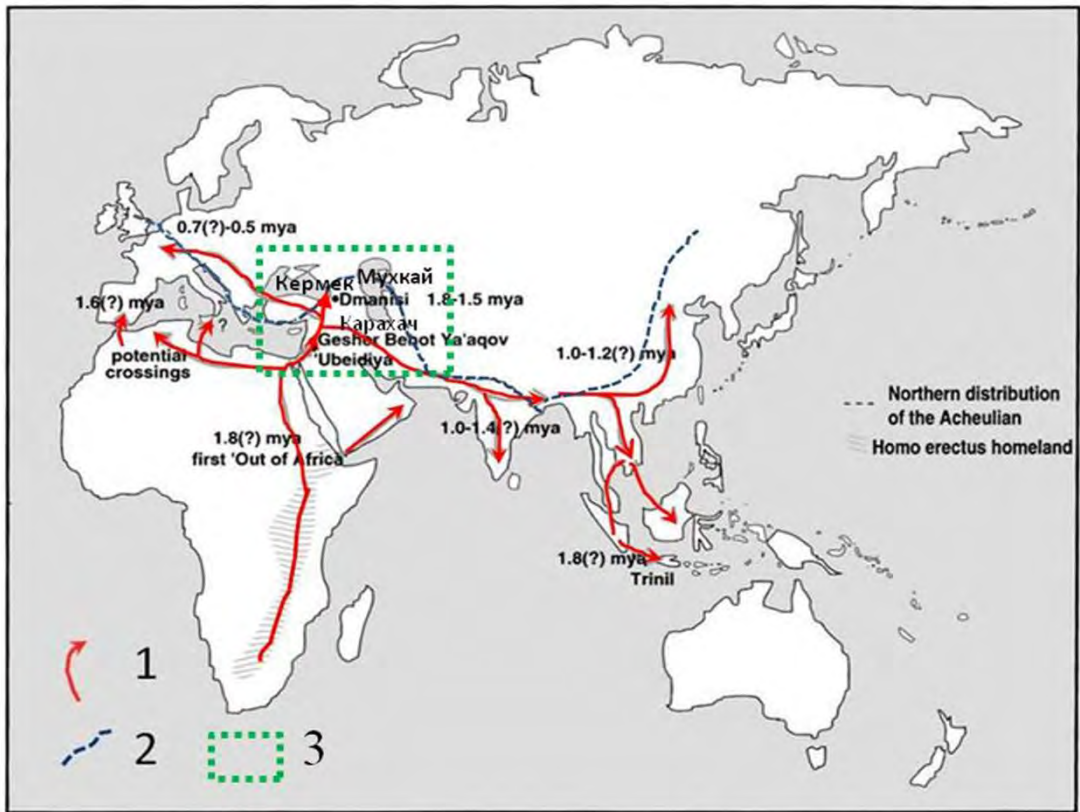 0.7(?)-0.5 mya
Кермек
Мухкай
1.6(?) mya
•Dmanisi 1.8-1.5 mya
?
Карахач
Gesher Benot Ya'aqov
'Ubeidiya
potential
crossings
1.0-1.2(?) mya
Northern distribution
of the Acheulian
Homo erectus homeland
1.8(?) mya
first 'Out of Africa'
1.0-1.4(?) mya
1.8(?) mya
Trinil
1
2
3